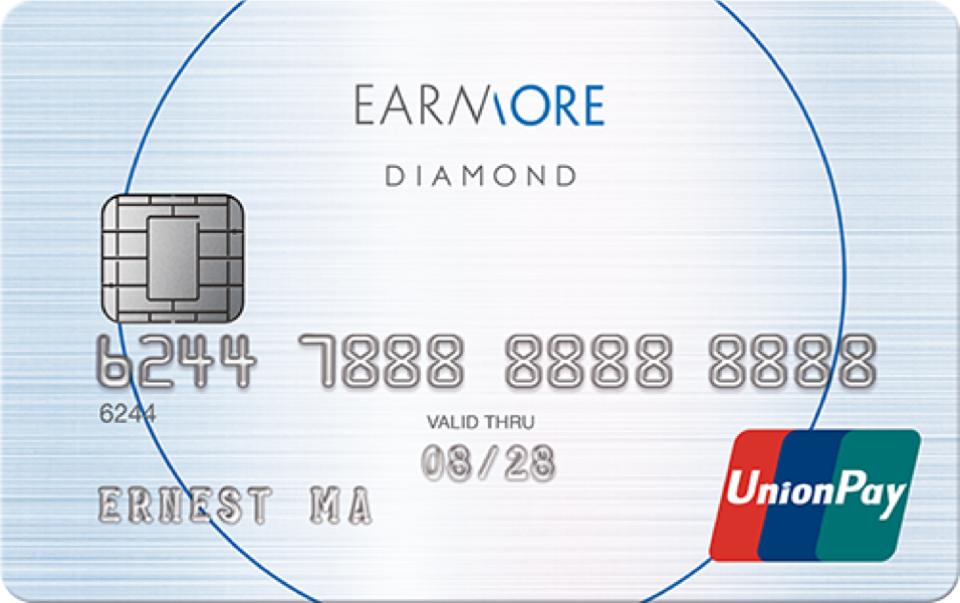 EARNMORE
DIAMOND
6244 7888 8888 8888
6244
VALID THRU
08/28
ERNEST MA
UnionPay